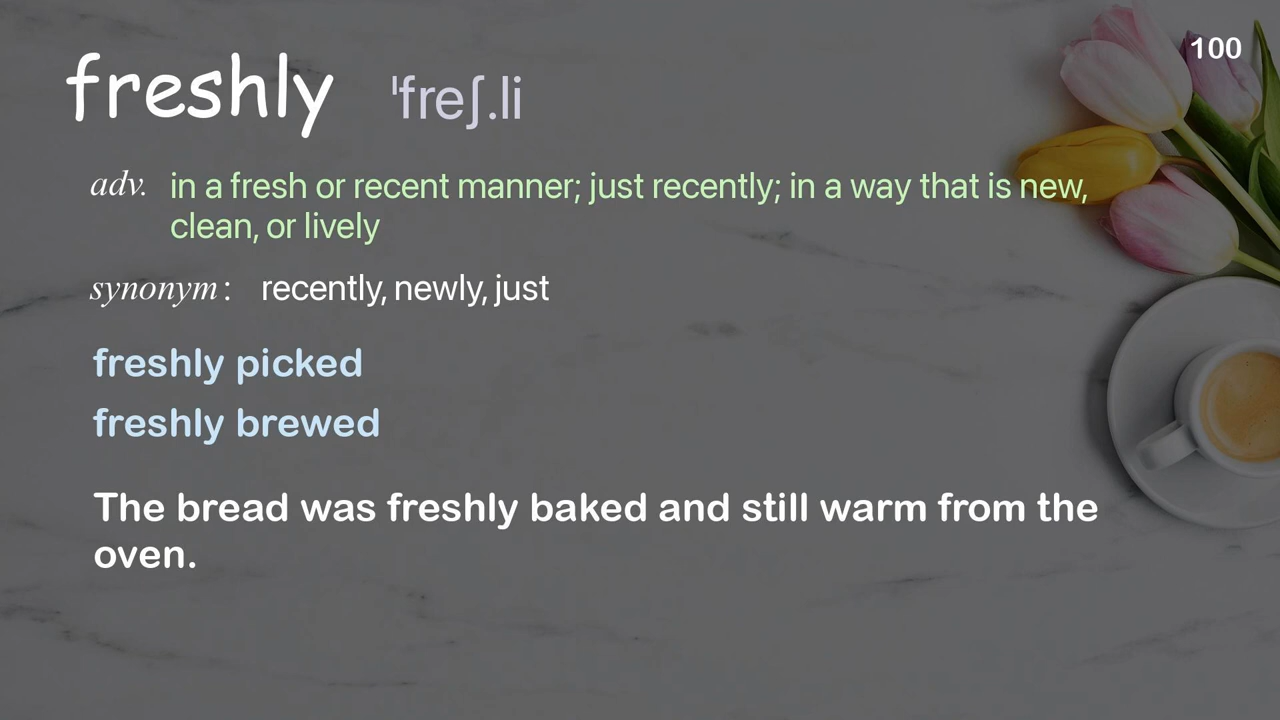 100
freshly ˈfreʃ.li
adv. in a fresh or recent manner; just recently; in a way that is new,
clean, or lively
synonym : recently, newly, just
freshly picked
freshly brewed
The bread was freshly baked and still warm from the
oven.